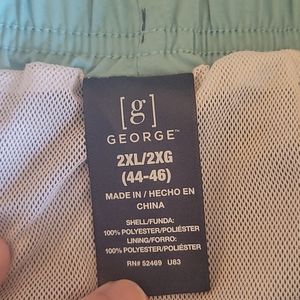 [g]
GEORGE™
2XL/2XG
(44-46)
MADE IN / HECHO EN
CHINA
SHELL/FUNDA:
100% POLYESTER/POLIÉSTER
LINING/FORRO:
100% POLYESTER/POLIÉSTER
RN# 52469 U83